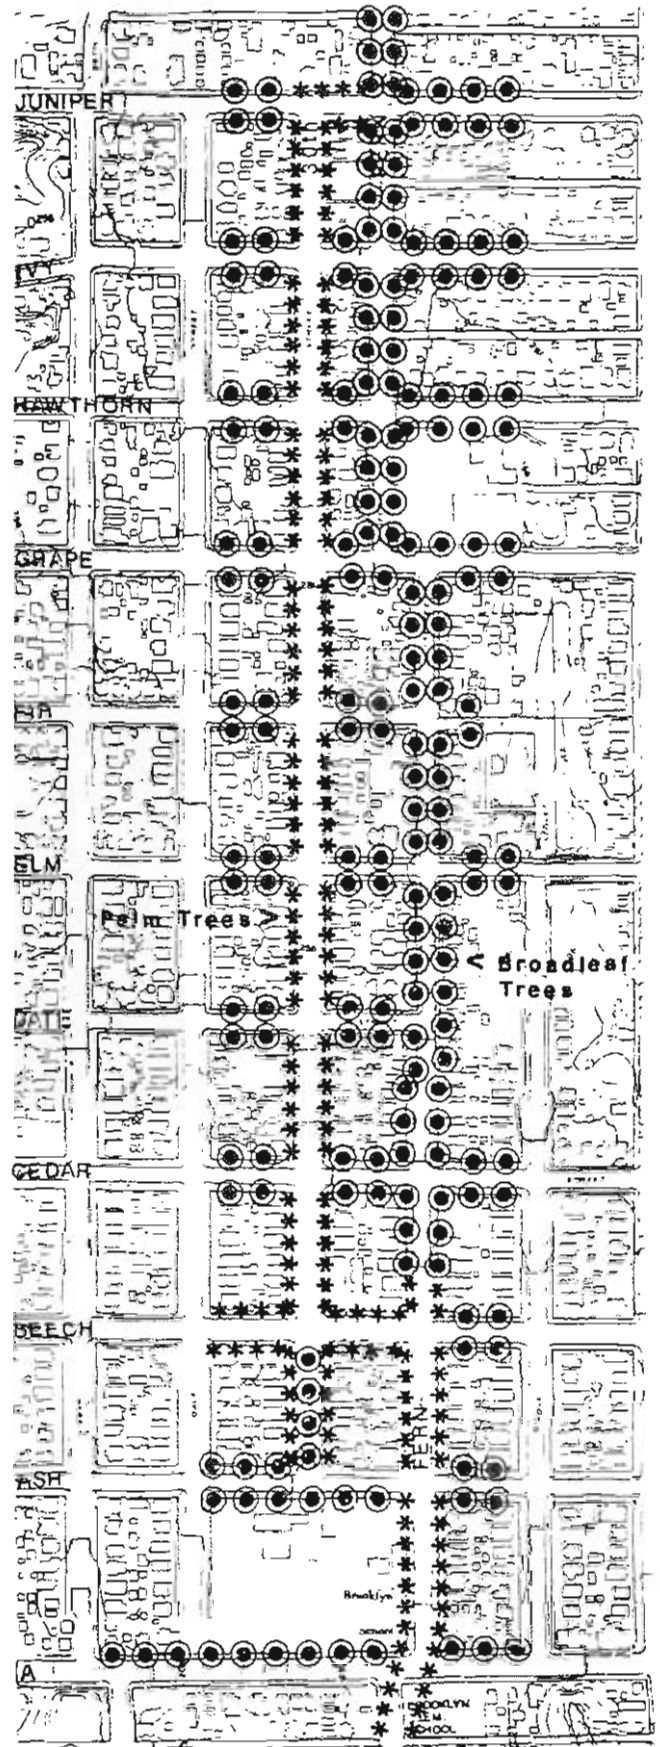 JUNIPER
IVY
HAWTHORN
GRAPE
FIR
ELM
Palm Trees >
< Broadleaf
Trees
DATE
CEDAR
BEECH
FERN
ASH
Brooklyn
A
BROOKLYN
ELEM.
SCHOOL